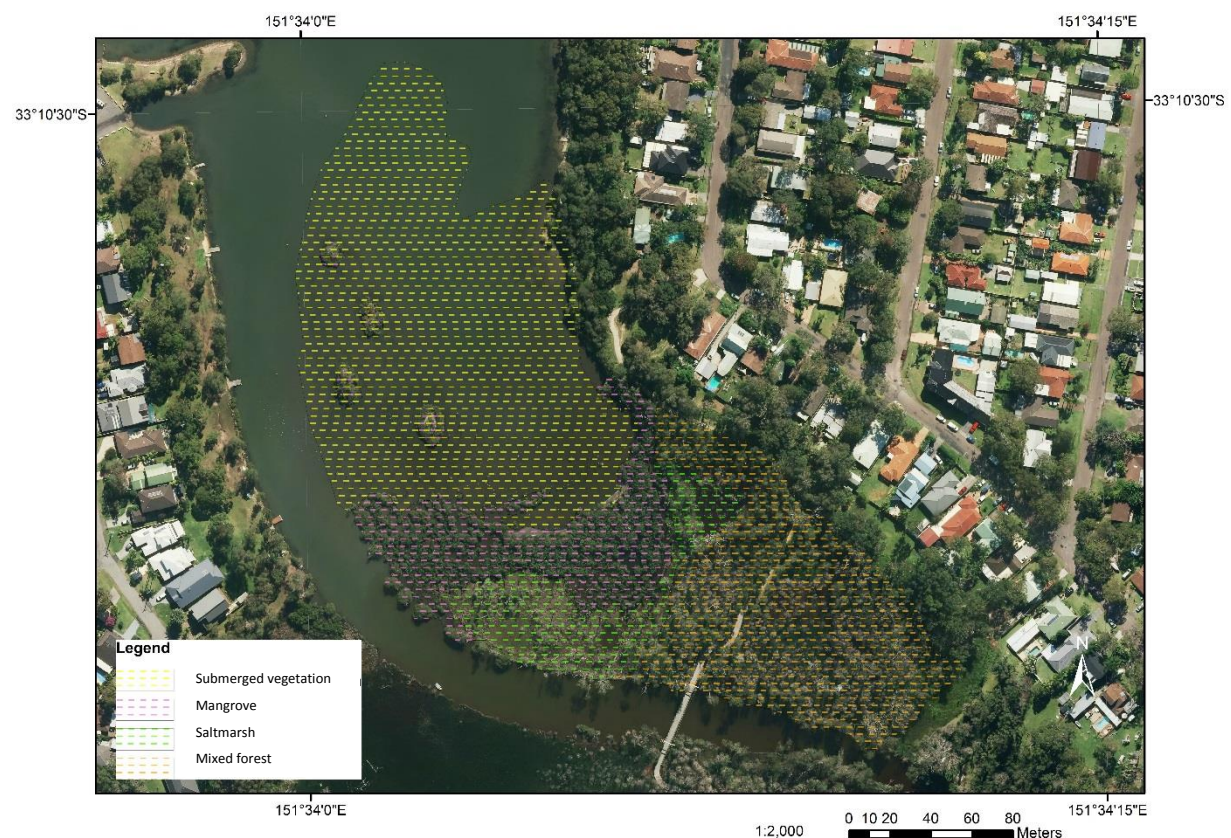 151°34'0"E 151°34'15"E
33°10'30"S 33°10'30"S
N
Legend
Submerged vegetation
Mangrove
Saltmarsh
Mixed forest
151°34'0"E 151°34'15"E
1:2,000 0 10 20 40 60 80 Meters